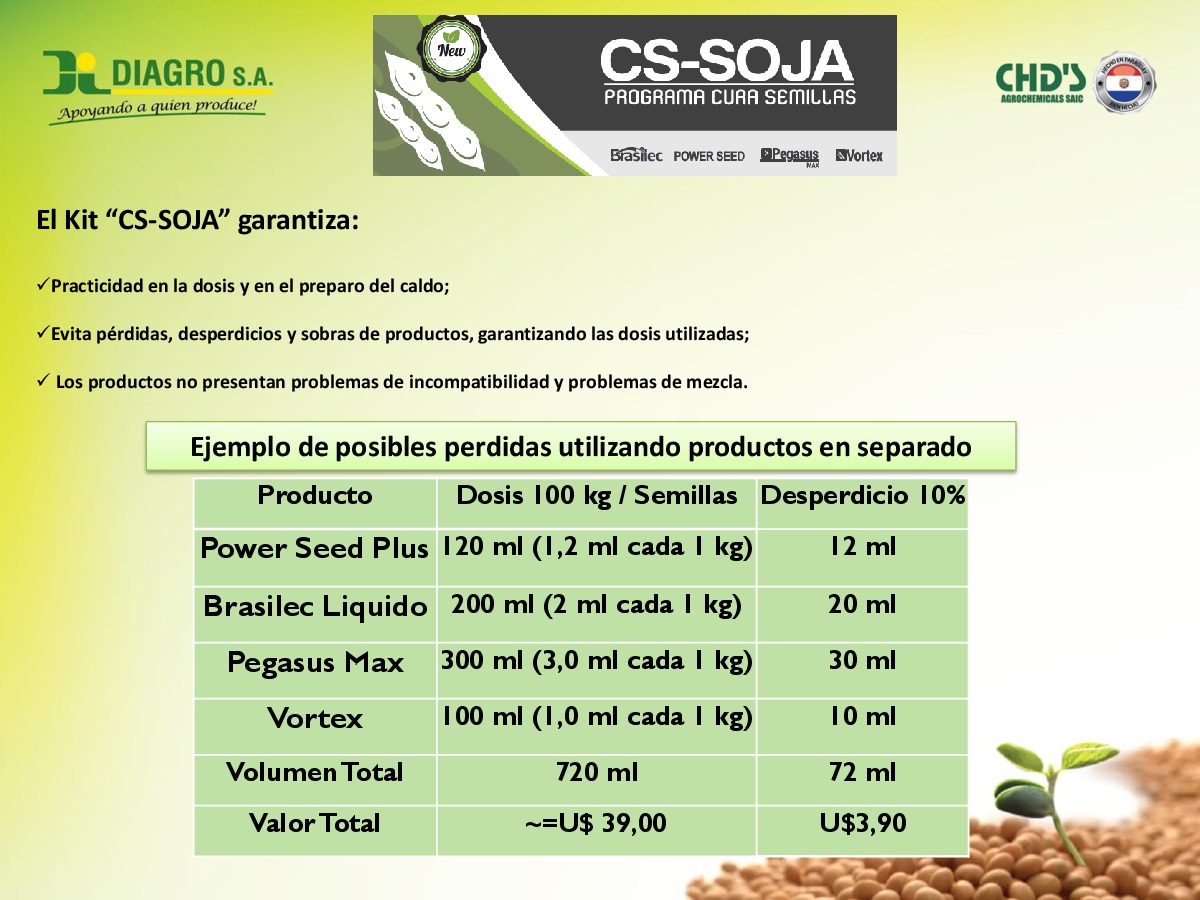 DIAGRO S.A.
Apoyando a quien produce!
New
CS-SOJA
PROGRAMA CURA SEMILLAS
Brasilec POWER SEED Pegasus MAX Vortex
CHD'S
AGROCHEMICALS SAIC
HECHO EN PARAGUAY
BIEN HECHO
El Kit “CS-SOJA” garantiza:
✓Practicidad en la dosis y en el preparo del caldo;
✓Evita pérdidas, desperdicios y sobras de productos, garantizando las dosis utilizadas;
✓ Los productos no presentan problemas de incompatibilidad y problemas de mezcla.
Ejemplo de posibles perdidas utilizando productos en separado
Producto Dosis 100 kg / Semillas Desperdicio 10%
Power Seed Plus 120 ml (1,2 ml cada 1 kg) 12 ml
Brasilec Liquido 200 ml (2 ml cada 1 kg) 20 ml
Pegasus Max 300 ml (3,0 ml cada 1 kg) 30 ml
Vortex 100 ml (1,0 ml cada 1 kg) 10 ml
Volumen Total 720 ml 72 ml
Valor Total ~=U$ 39,00 U$3,90